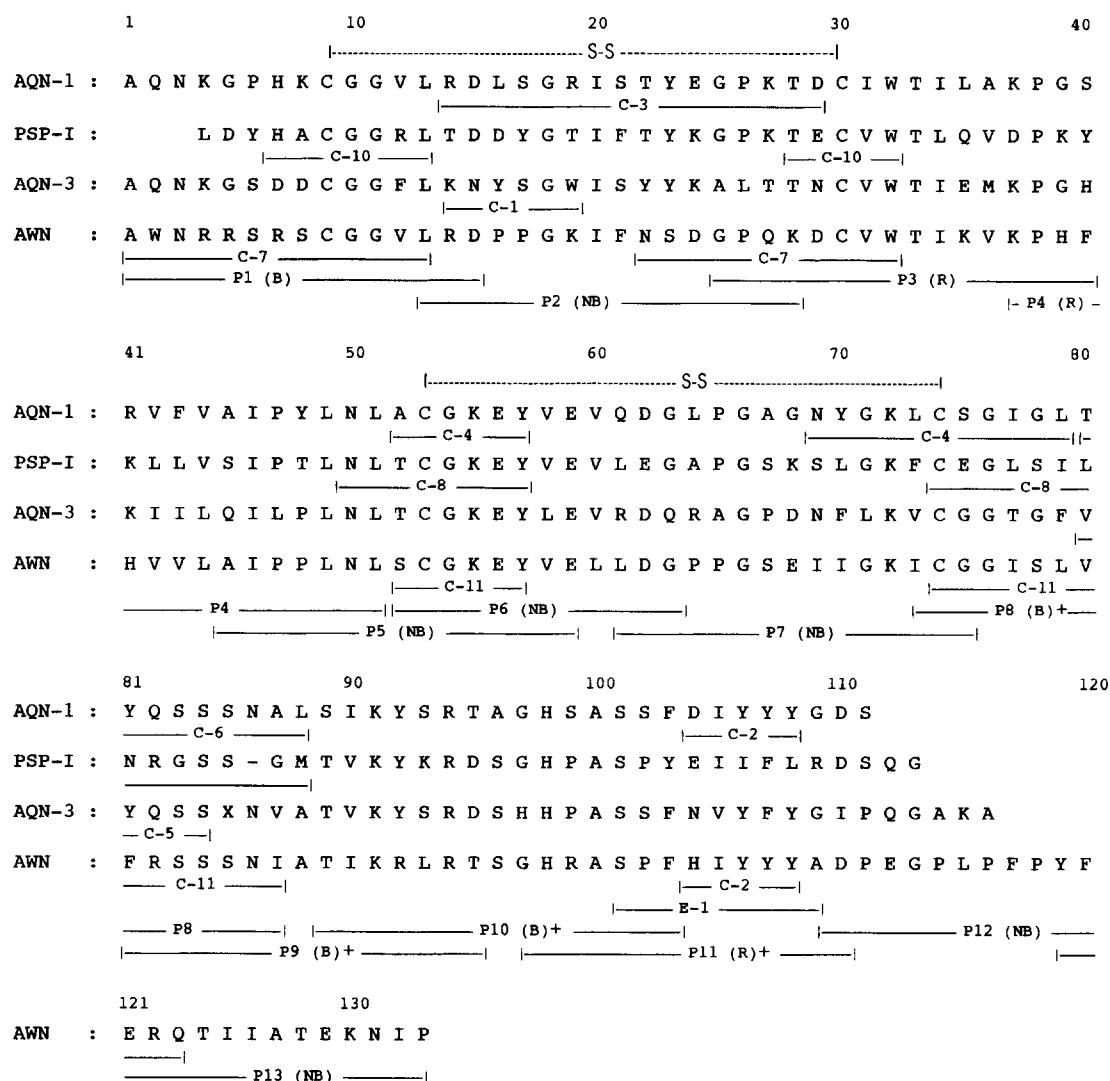 1 10 20 30 40
S-S
AQN-1 : A Q N K G P H K C G G V L R D L S G R I S T Y E G P K T D C I W T I L A K P G S
C-3
PSP-I : L D Y H A C G G R L T D D Y G T I F T Y K G P K T E C V W T L Q V D P K Y
C-10 C-10
AQN-3 : A Q N K G S D D C G G F L K N Y S G W I S Y Y K A L T T N C V W T I E M K P G H
C-1
AWN : A W N R R S R S C G G V L R D P P G K I F N S D G P Q K D C V W T I K V K P H F
C-7 C-7
P1 (B) P3 (R)
P2 (NB) P4 (R)
41 50 60 70 80
S-S
AQN-1 : R V F V A I P Y L N L A C G K E Y V E V Q D G L P G A G N Y G K L C S G I G L T
C-4 C-4
PSP-I : K L L V S I P T L N L T C G K E Y V E V L E G A P G S K S L G K F C E G L S I L
C-8 C-8
AQN-3 : K I I L Q I L P L N L T C G K E Y L E V R D Q R A G P D N F L K V C G G T G F V
AWN : H V V L A I P P L N L S C G K E Y V E L L D G P P G S E I I G K I C G G I S L V
C-11 C-11
P4 P6 (NB) P8 (B)+
P5 (NB) P7 (NB)
81 90 100 110 120
AQN-1 : Y Q S S S N A L S I K Y S R T A G H S A S S F D I Y Y Y G D S
C-6 C-2
PSP-I : N R G S S - G M T V K Y K R D S G H P A S P Y E I I F L R D S Q G
AQN-3 : Y Q S S X N V A T V K Y S R D S H H P A S S F N V Y F Y G I P Q G A K A
C-5
AWN : F R S S S N I A T I K R L R T S G H R A S P F H I Y Y Y A D P E G P L P F P Y F
C-11 C-2
E-1
P8 P10 (B)+ P12 (NB)
P9 (B)+ P11 (R)+
121 130
AWN : E R Q T I I A T E K N I P
P13 (NB)